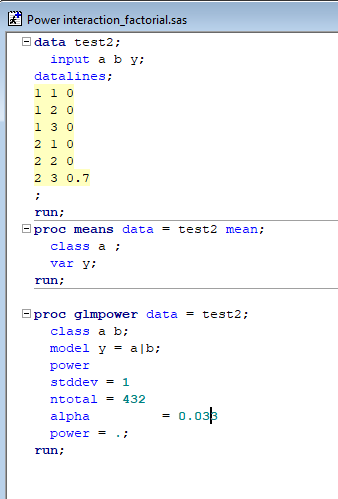 Power interaction_factorial.sas
data test2;
input a b y;
datalines;
1 1 0
1 2 0
1 3 0
2 1 0
2 2 0
2 3 0.7
;
run;
proc means data = test2 mean;
class a ;
var y;
run;
proc glmpower data = test2;
class a b;
model y = a|b;
power
stddev = 1
ntotal = 432
alpha = 0.033
power = .;
run;